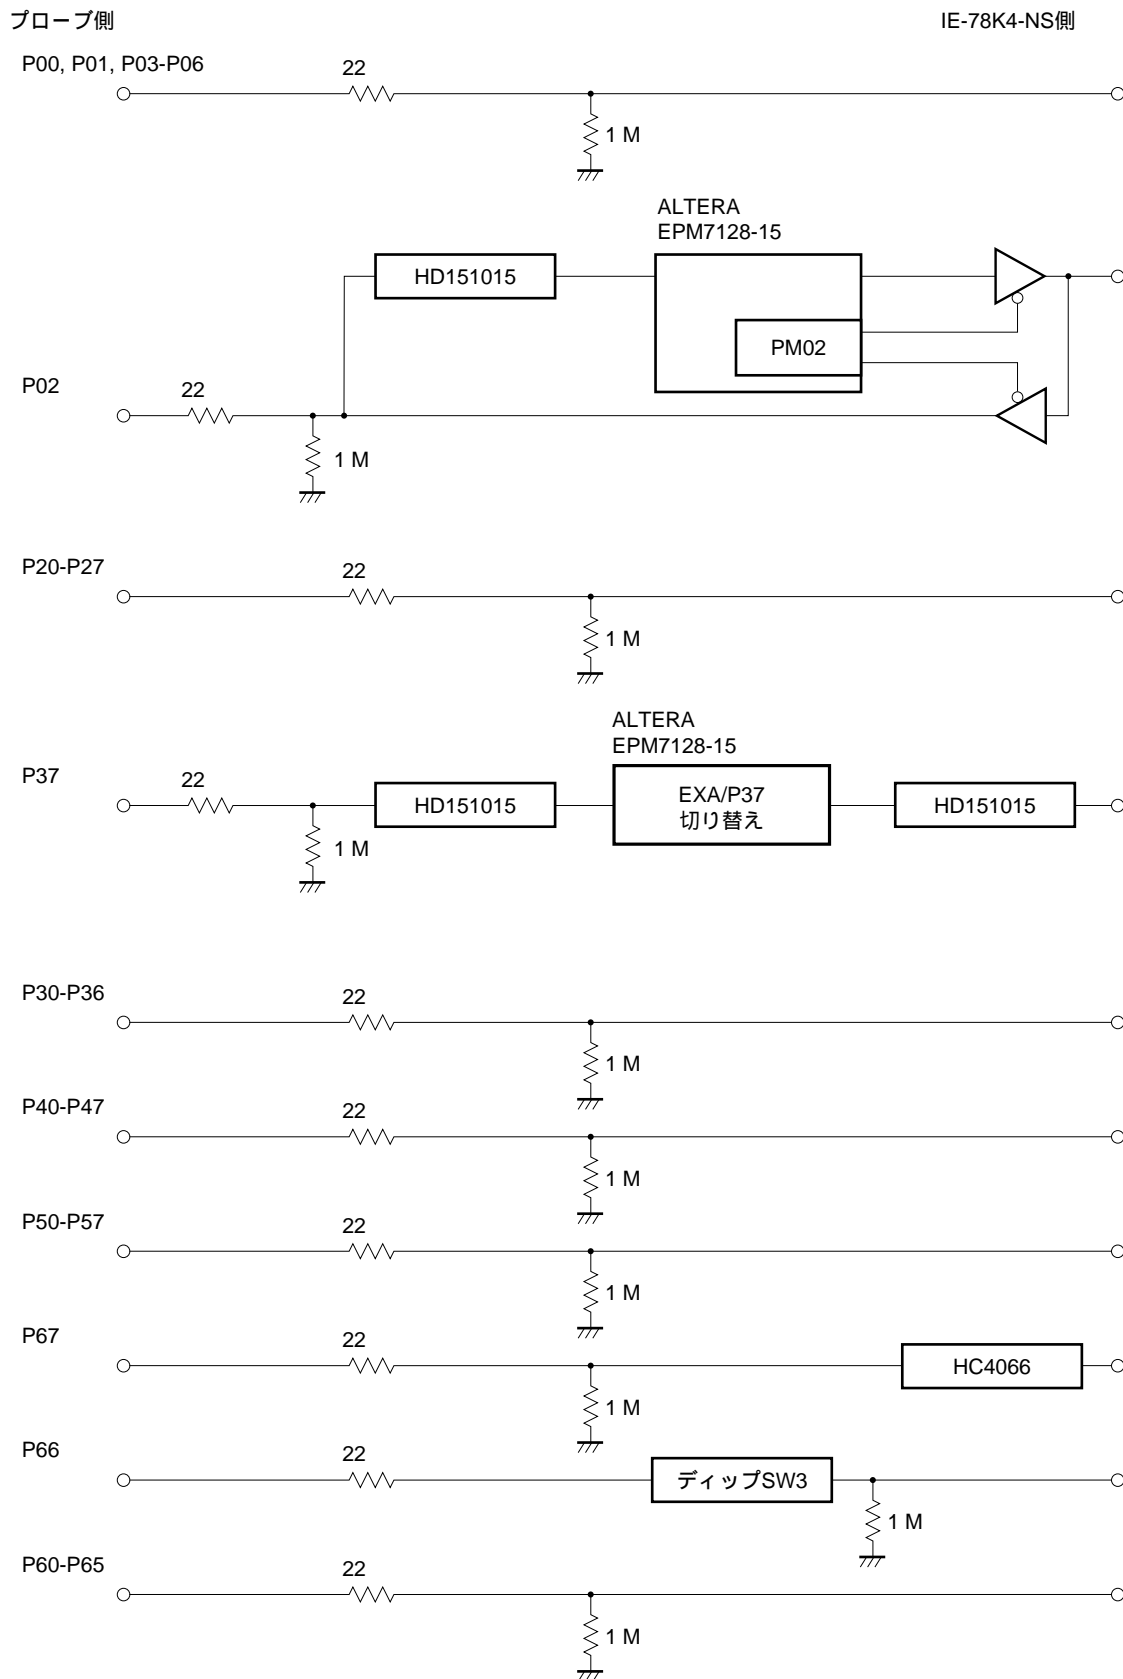 プローブ側
IE-78K4-NS側
P00, P01, P03-P06
22
1 M
ALTERA
EPM7128-15
HD151015
PM02
P02
22
1 M
P20-P27
22
1 M
ALTERA
EPM7128-15
P37
22
HD151015
EXA/P37
切り替え
HD151015
1 M
P30-P36
22
1 M
P40-P47
22
1 M
P50-P57
22
1 M
P67
22
HC4066
1 M
P66
22
ディップSW3
1 M
P60-P65
22
1 M